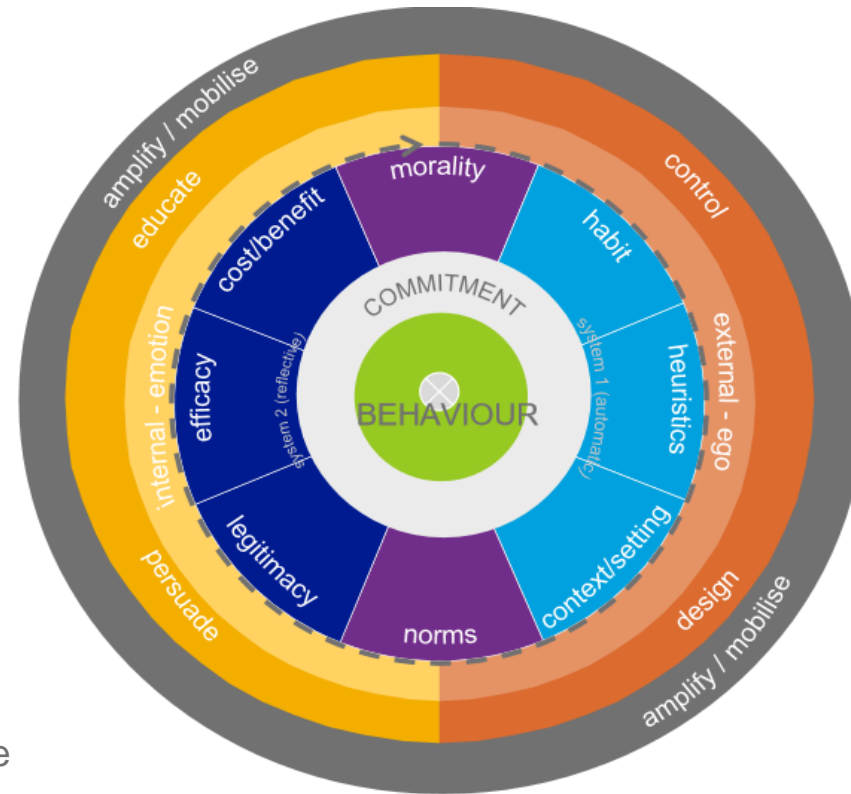 amplify / mobilise
educate
control
internal - emotion
external - ego
persuade
design
amplify / mobilise
morality
habit
heuristics
context/setting
norms
legitimacy
efficacy
cost/benefit
system 2 (reflective)
system 1 (automatic)
COMMITMENT
BEHAVIOUR
e